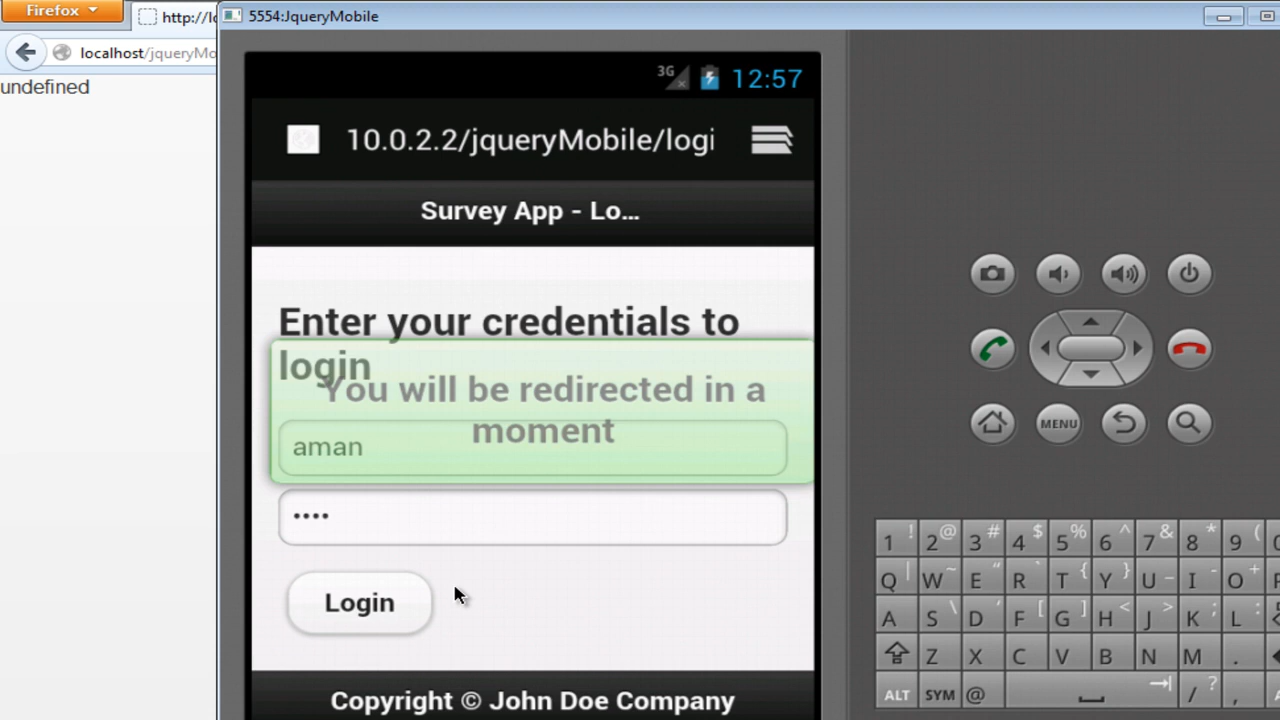 Firefox
http://lo
5554:JqueryMobile
localhost/jqueryMo
undefined
3G
12:57
10.0.2.2/jqueryMobile/logi
Survey App - Lo...
Enter your credentials to
login
You will be redirected in a
moment
aman
••••
Login
Copyright © John Doe Company
MENU
1 ! 2 @ 3 # 4 $ 5 % 6 ^ 7 & 8 * 9 ( 0
Q | W ~ E " R ` T { Y } U _ I - O + P
A S \ D ' F [ G ] H < J > K ; L :
Z X C V B N M .
ALT SYM @ / ? ,